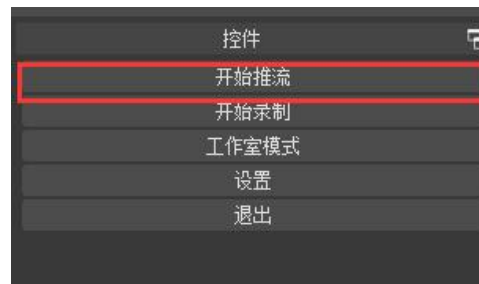 控件
开始推流
开始录制
工作室模式
设置
退出